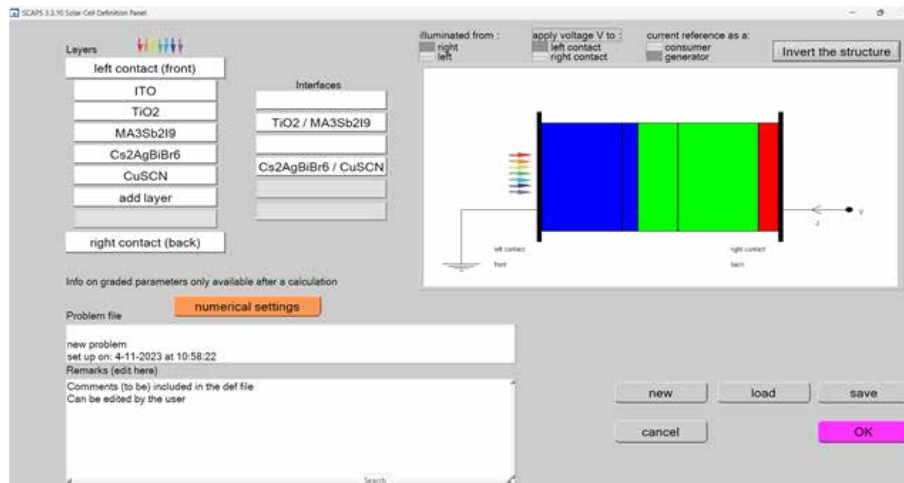 SCAPS 3.3.10 Solar Cell Definition Panel
Layers
left contact (front)
ITO
TiO2
MA3Sb2I9
Cs2AgBiBr6
CuSCN
add layer
right contact (back)
Interfaces
TiO2 / MA3Sb2I9
Cs2AgBiBr6 / CuSCN
illuminated from :
right
left
apply voltage V to :
left contact
right contact
current reference as a:
consumer
generator
Invert the structure
left contact
front
right contact
back
J
V
Info on graded parameters only available after a calculation
numerical settings
Problem file
new problem
set up on: 4-11-2023 at 10:58:22
Remarks (edit here)
Comments (to be) included in the def file
Can be edited by the user
Search
new
load
save
cancel
OK